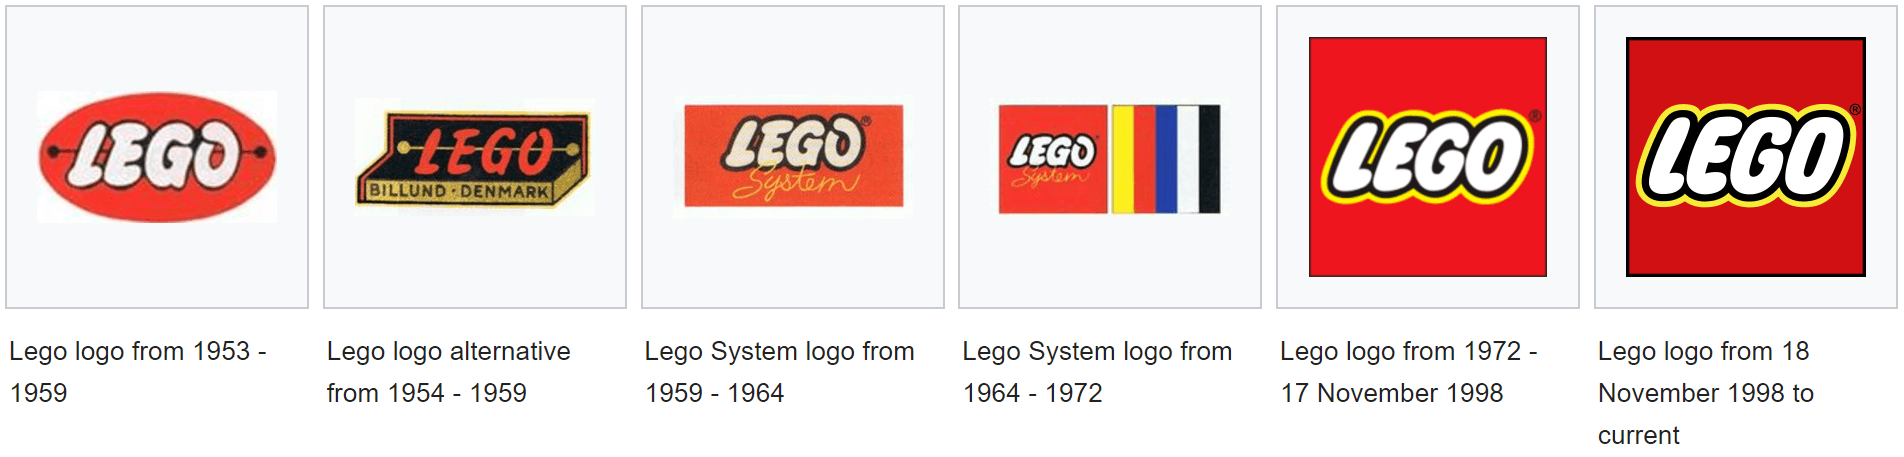 LEGO
LEGO
BILLUND · DENMARK
LEGO®
System
LEGO
System
LEGO®
LEGO®
Lego logo from 1953 -
1959
Lego logo alternative
from 1954 - 1959
Lego System logo from
1959 - 1964
Lego System logo from
1964 - 1972
Lego logo from 1972 -
17 November 1998
Lego logo from 18
November 1998 to
current